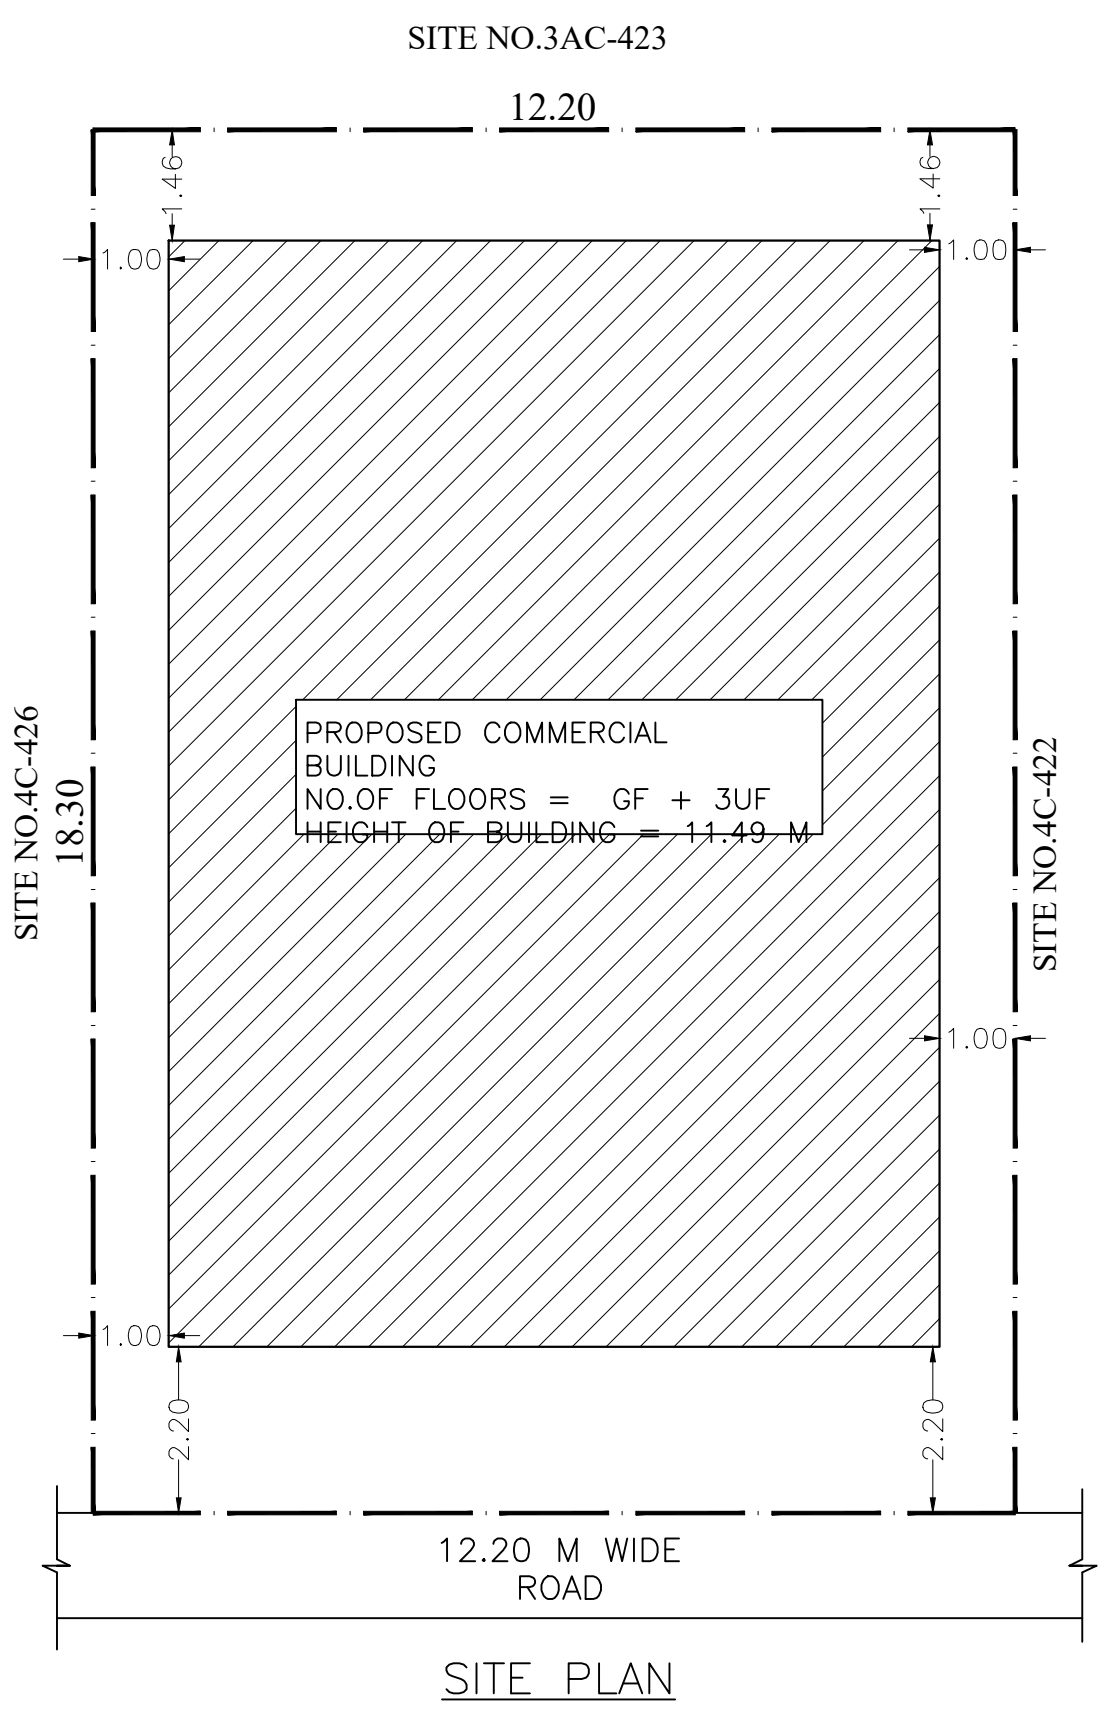 SITE NO.3AC-423
12.20
1.46
1.46
1.00
1.00
PROPOSED COMMERCIAL
BUILDING
NO.OF FLOORS = GF + 3UF
HEIGHT OF BUILDING = 11.49 M
SITE NO.4C-426
18.30
SITE NO.4C-422
1.00
1.00
2.20
2.20
12.20 M WIDE
ROAD
SITE PLAN